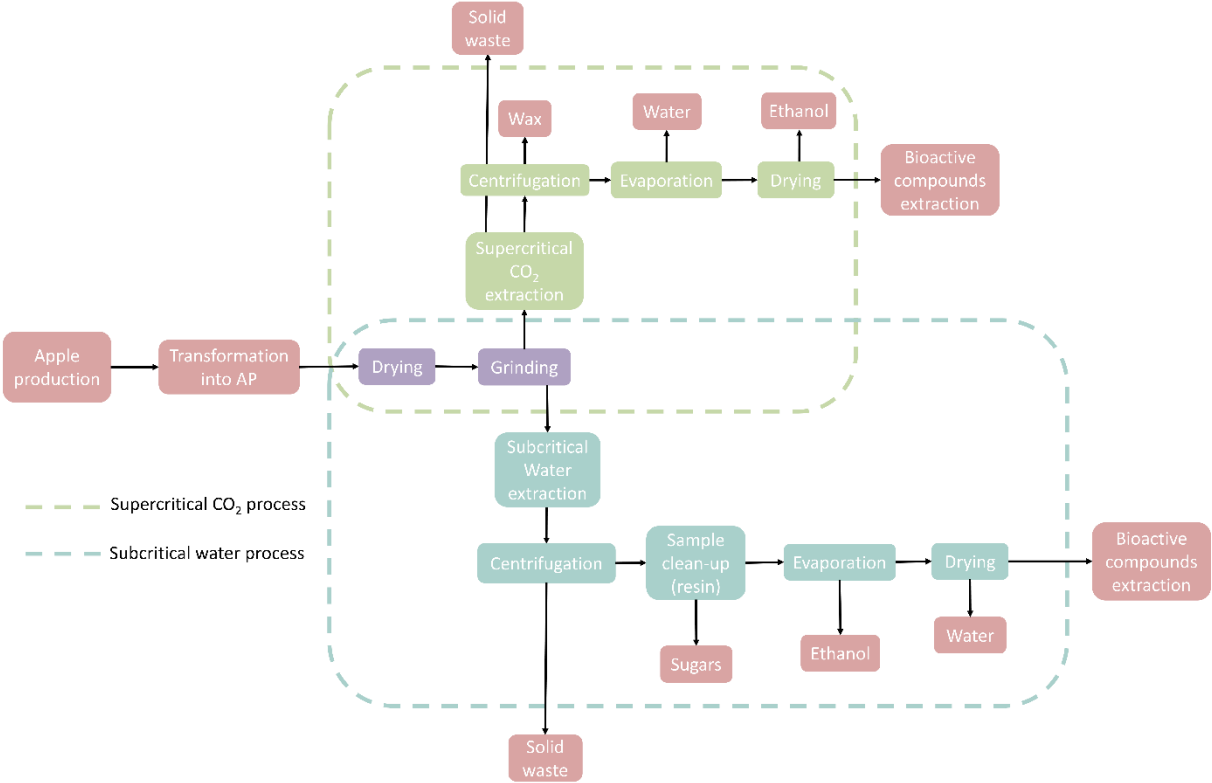 Solid
waste
Wax
Water
Ethanol
Centrifugation
Evaporation
Drying
Bioactive
compounds
extraction
Supercritical
CO₂
extraction
Apple
production
Transformation
into AP
Drying
Grinding
Subcritical
Water
extraction
Supercritical CO₂ process
Subcritical water process
Centrifugation
Sample
clean-up
(resin)
Evaporation
Drying
Bioactive
compounds
extraction
Sugars
Ethanol
Water
Solid
waste